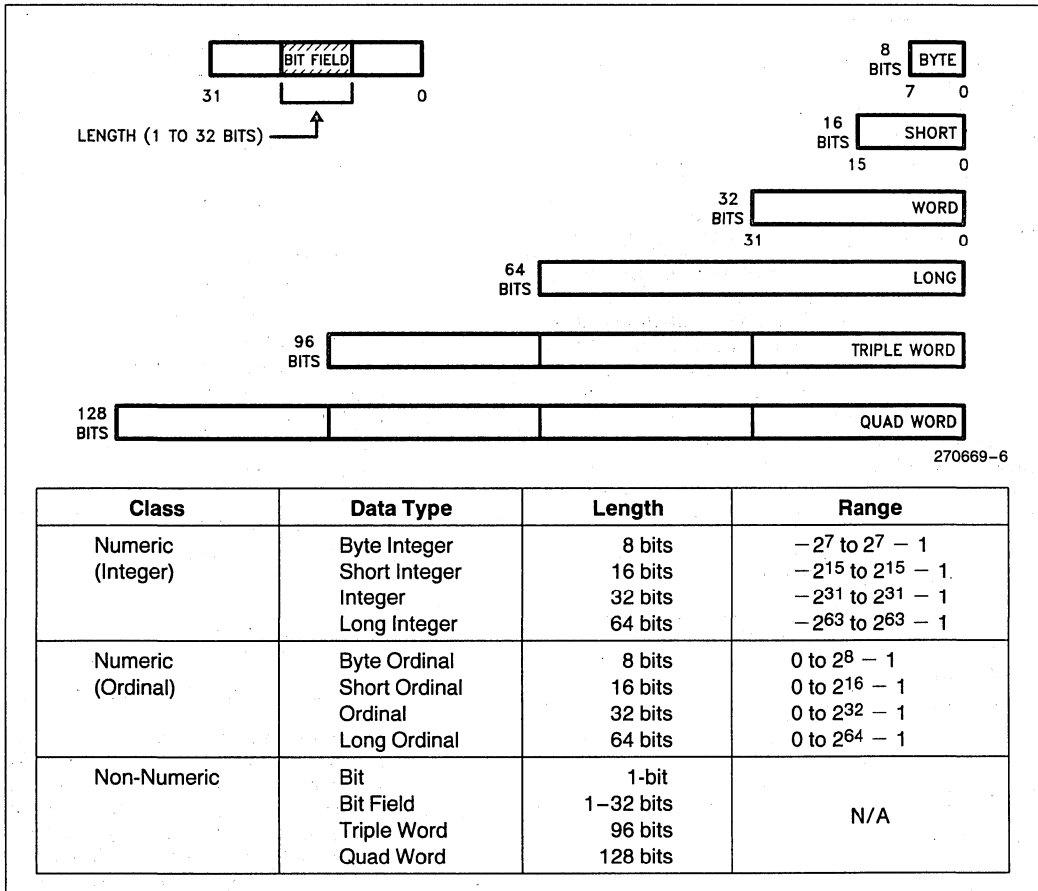 BIT FIELD
31 0
LENGTH (1 TO 32 BITS)
8 BITS BYTE
7 0
16 BITS SHORT
15 0
32 BITS WORD
31 0
64 BITS LONG
96 BITS TRIPLE WORD
128 BITS QUAD WORD
270669-6
Class Data Type Length Range
Numeric (Integer) Byte Integer 8 bits −2⁷ to 2⁷ − 1
Short Integer 16 bits −2¹⁵ to 2¹⁵ − 1
Integer 32 bits −2³¹ to 2³¹ − 1
Long Integer 64 bits −2⁶³ to 2⁶³ − 1
Numeric (Ordinal) Byte Ordinal 8 bits 0 to 2⁸ − 1
Short Ordinal 16 bits 0 to 2¹⁶ − 1
Ordinal 32 bits 0 to 2³² − 1
Long Ordinal 64 bits 0 to 2⁶⁴ − 1
Non-Numeric Bit 1-bit N/A
Bit Field 1–32 bits
Triple Word 96 bits
Quad Word 128 bits